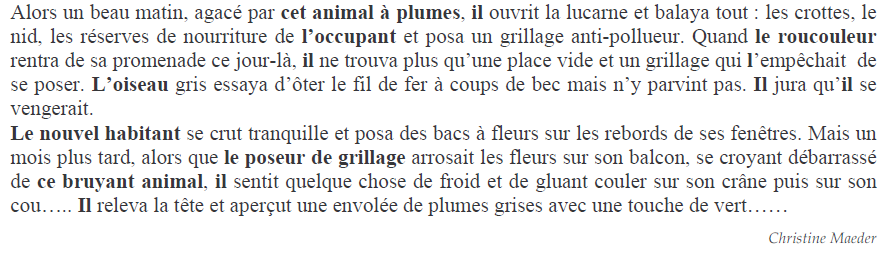 Alors un beau matin, agacé par cet animal à plumes, il ouvrit la lucarne et balaya tout : les crottes, le
nid, les réserves de nourriture de l’occupant et posa un grillage anti-pollueur. Quand le roucouleur
rentra de sa promenade ce jour-là, il ne trouva plus qu’une place vide et un grillage qui l’empêchait de
se poser. L’oiseau gris essaya d’ôter le fil de fer à coups de bec mais n’y parvint pas. Il jura qu’il se
vengerait.
Le nouvel habitant se crut tranquille et posa des bacs à fleurs sur les rebords de ses fenêtres. Mais un
mois plus tard, alors que le poseur de grillage arrosait les fleurs sur son balcon, se croyant débarrassé
de ce bruyant animal, il sentit quelque chose de froid et de gluant couler sur son crâne puis sur son
cou….. Il releva la tête et aperçut une envolée de plumes grises avec une touche de vert……
Christine Maeder